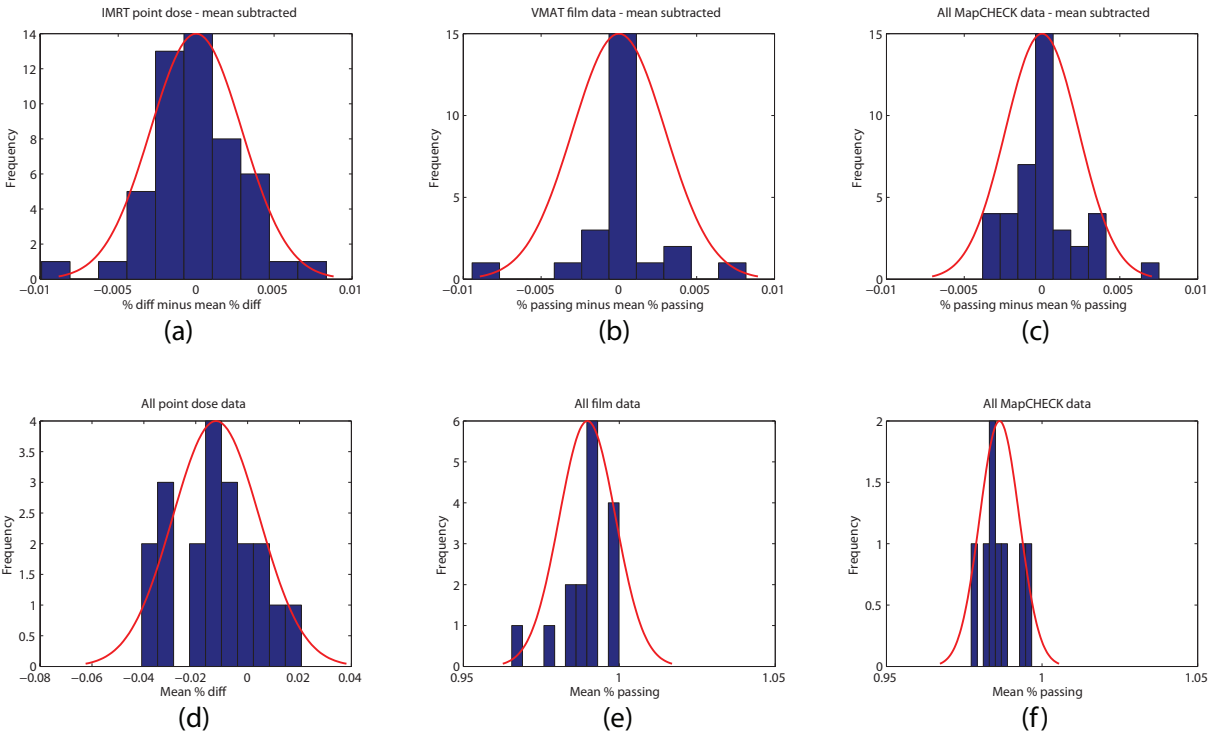 IMRT point dose - mean subtracted
14
12
10
8
6
4
2
0
Frequency
−0.01 −0.005 0 0.005 0.01
% diff minus mean % diff
(a)
VMAT film data - mean subtracted
15
10
5
Frequency
−0.01 −0.005 0 0.005 0.01
% passing minus mean % passing
(b)
All MapCHECK data - mean subtracted
15
10
5
Frequency
−0.01 −0.005 0 0.005 0.01
% passing minus mean % passing
(c)
All point dose data
4
3.5
3
2.5
2
1.5
1
0.5
0
Frequency
−0.08 −0.06 −0.04 −0.02 0 0.02 0.04
Mean % diff
(d)
All film data
6
5
4
3
2
1
0
Frequency
0.95 1 1.05
Mean % passing
(e)
All MapCHECK data
2
1.5
1
0.5
0
Frequency
0.95 1 1.05
Mean % passing
(f)